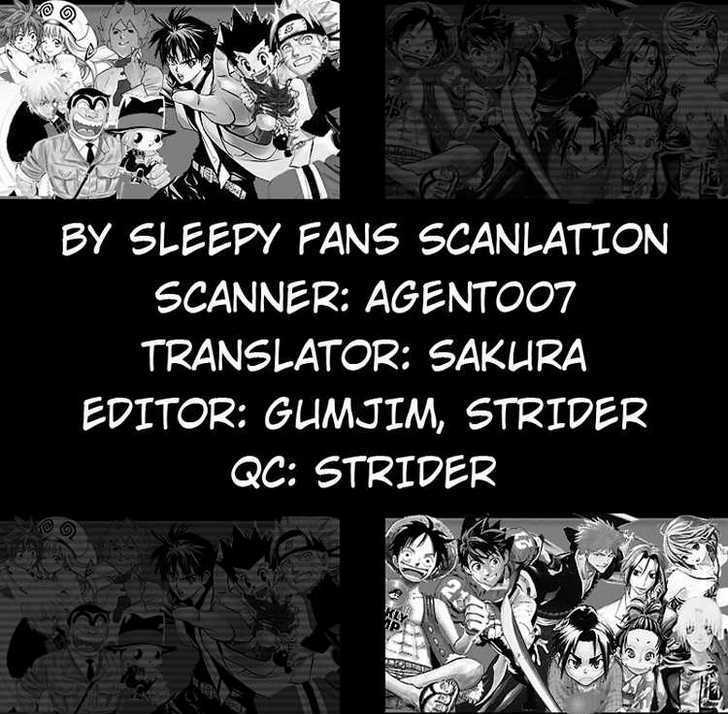 BY SLEEPY FANS SCANLATION
SCANNER: AGENT007
TRANSLATOR: SAKURA
EDITOR: GUMJIM, STRIDER
QC: STRIDER